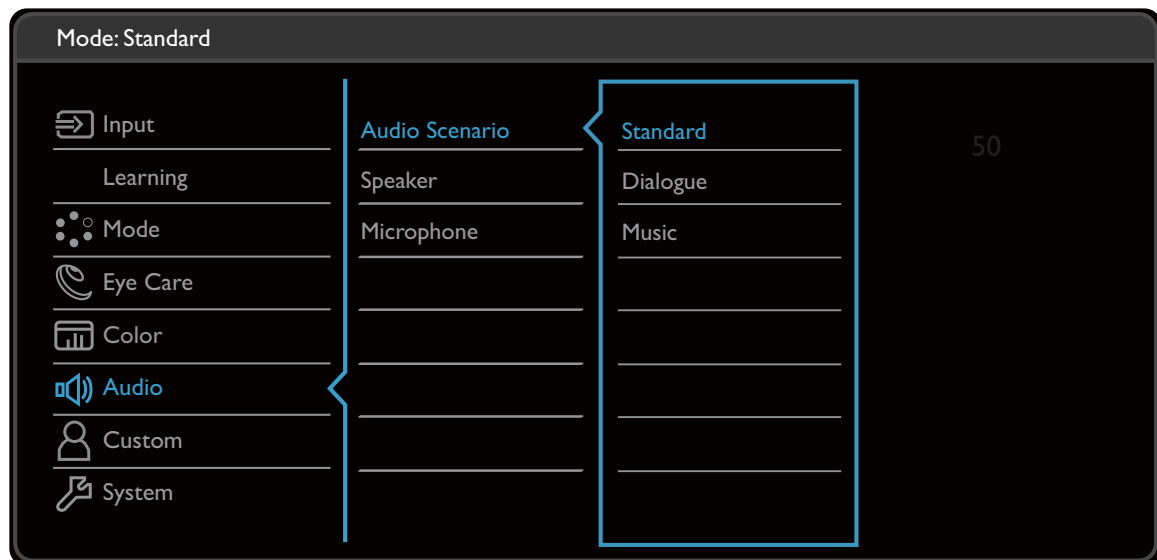 Mode: Standard
Input
Learning
Mode
Eye Care
Color
Audio
Custom
System
Audio Scenario
Speaker
Microphone
Standard
Dialogue
Music
50